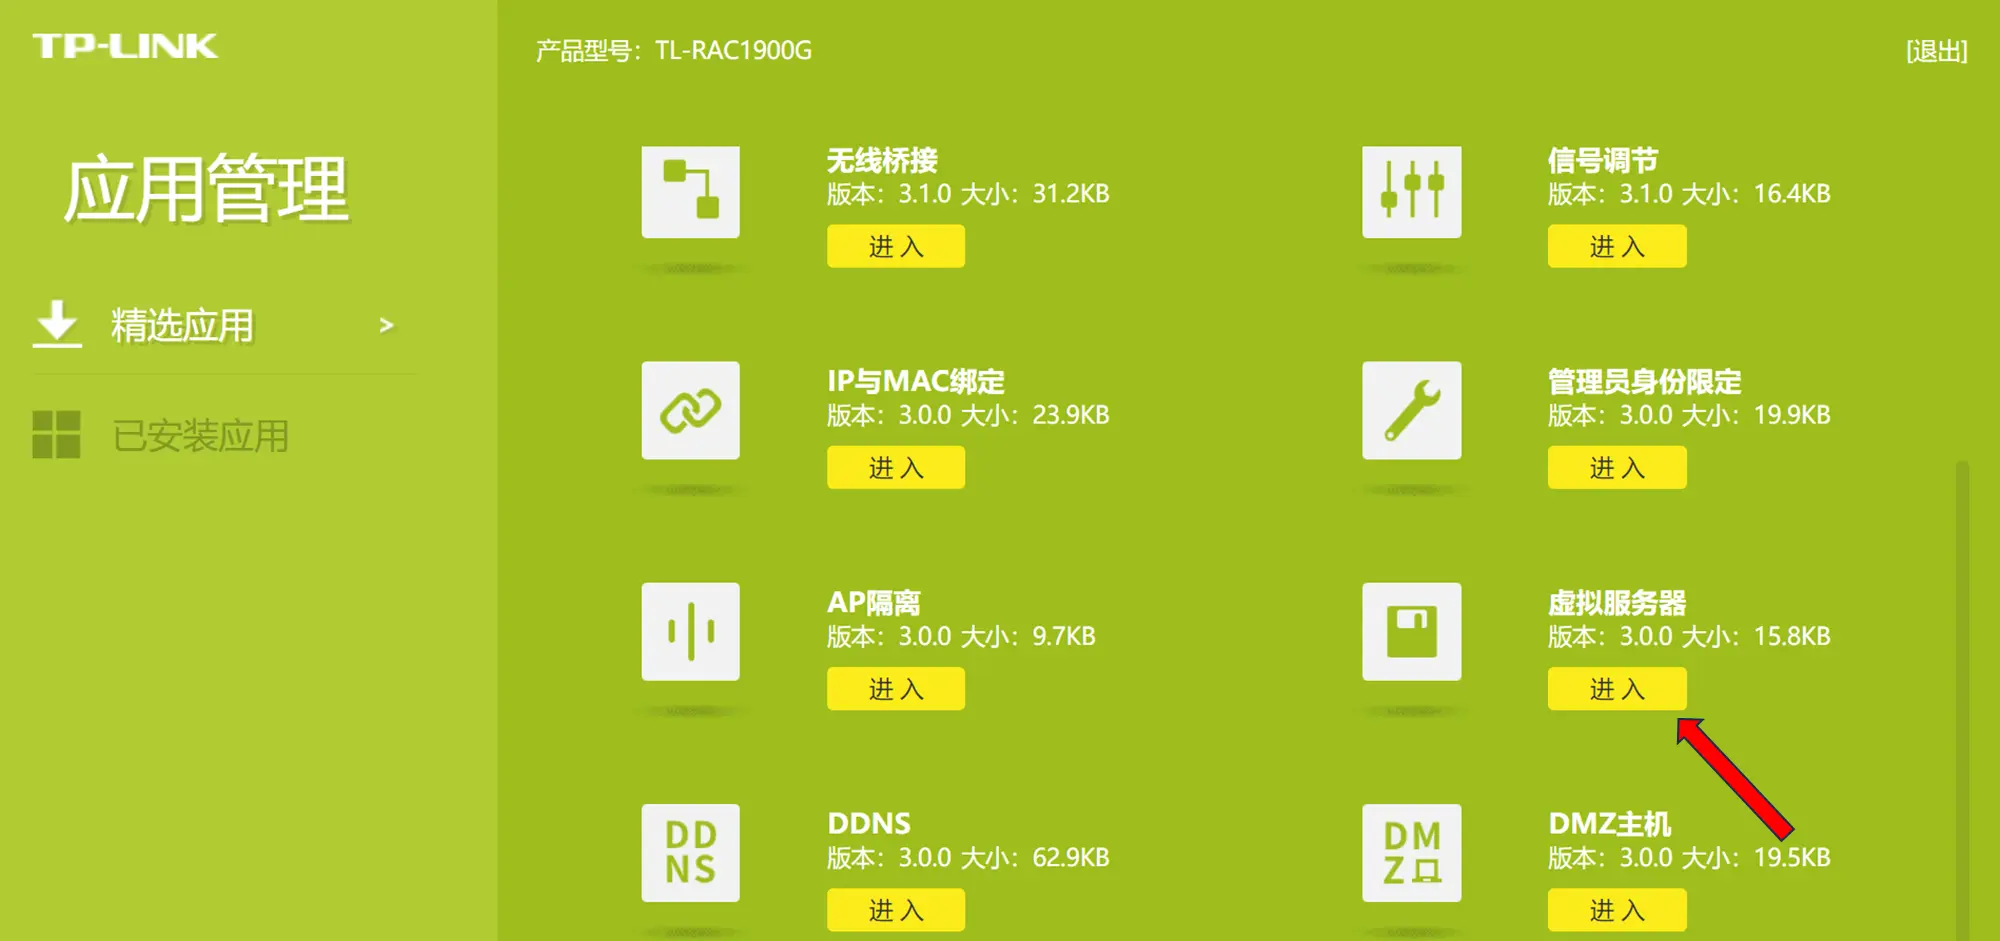 TP-LINK
产品型号：TL-RAC1900G
[退出]
应用管理
精选应用 >
已安装应用
无线桥接
版本：3.1.0 大小：31.2KB
进 入
信号调节
版本：3.1.0 大小：16.4KB
进 入
IP与MAC绑定
版本：3.0.0 大小：23.9KB
进 入
管理员身份限定
版本：3.0.0 大小：19.9KB
进 入
AP隔离
版本：3.0.0 大小：9.7KB
进 入
虚拟服务器
版本：3.0.0 大小：15.8KB
进 入
DD
NS
DDNS
版本：3.0.0 大小：62.9KB
进 入
DM
Z
DMZ主机
版本：3.0.0 大小：19.5KB
进 入